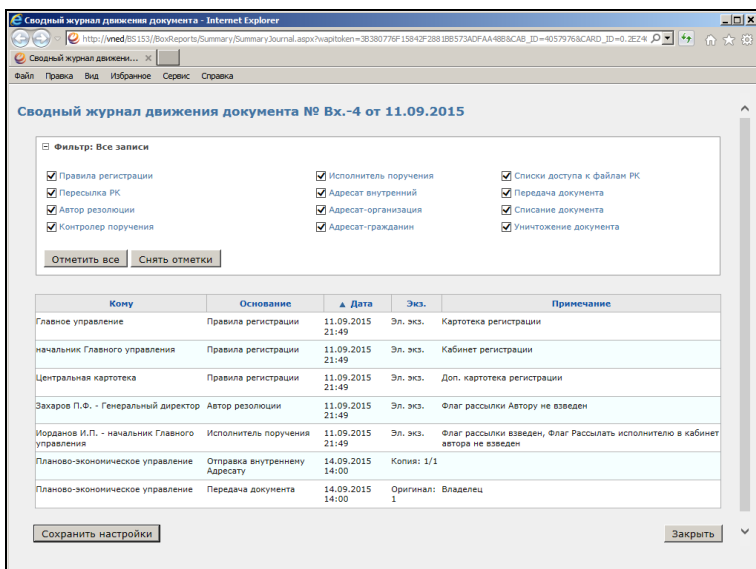 Сводный журнал движения документа - Internet Explorer
http://vned/BS153//BoxReports/Summary/SummaryJournal.aspx?wapitoken=
Сводный журнал движени...
Файл Правка Вид Избранное Сервис Справка
Сводный журнал движения документа № Вх.-4 от 11.09.2015
Фильтр: Все записи
Правила регистрации Исполнитель поручения Списки доступа к файлам РК
Пересылка РК Адресат внутренний Передача документа
Автор резолюции Адресат-организация Списание документа
Контролер поручения Адресат-гражданин Уничтожение документа
Отметить все Снять отметки
Кому Основание Дата Экз. Примечание
Главное управление Правила регистрации 11.09.2015 Эл. экз. Картотека регистрации
21:49
начальник Главного управления Правила регистрации 11.09.2015 Эл. экз. Кабинет регистрации
21:49
Центральная картотека Правила регистрации 11.09.2015 Эл. экз. Доп. картотека регистрации
21:49
Захаров П.Ф. - Генеральный директор Автор резолюции 11.09.2015 Эл. экз. Флаг рассылки Автору не взведен
21:49
Иорданов И.П. - начальник Главного Исполнитель поручения 11.09.2015 Эл. экз. Флаг рассылки взведен, Флаг Рассылать исполнителю в кабинет
управления 21:49 автора не взведен
Планово-экономическое управление Отправка внутреннему 14.09.2015 Копия: 1/1
Адресату 14:00
Планово-экономическое управление Передача документа 14.09.2015 Оригинал: Владелец
14:00 1
Сохранить настройки Закрыть